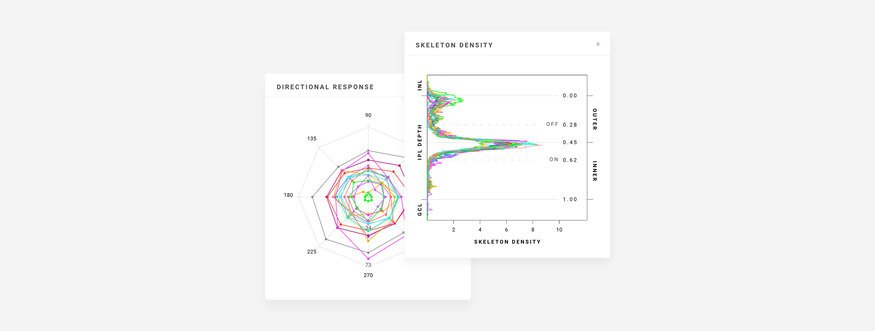 DIRECTIONAL RESPONSE
90
135
180
225
24
73
270
SKELETON DENSITY
+
INL
IPL DEPTH
GCL
0.00
OFF 0.28
0.45
ON 0.62
1.00
OUTER
INNER
2 4 6 8 10
SKELETON DENSITY